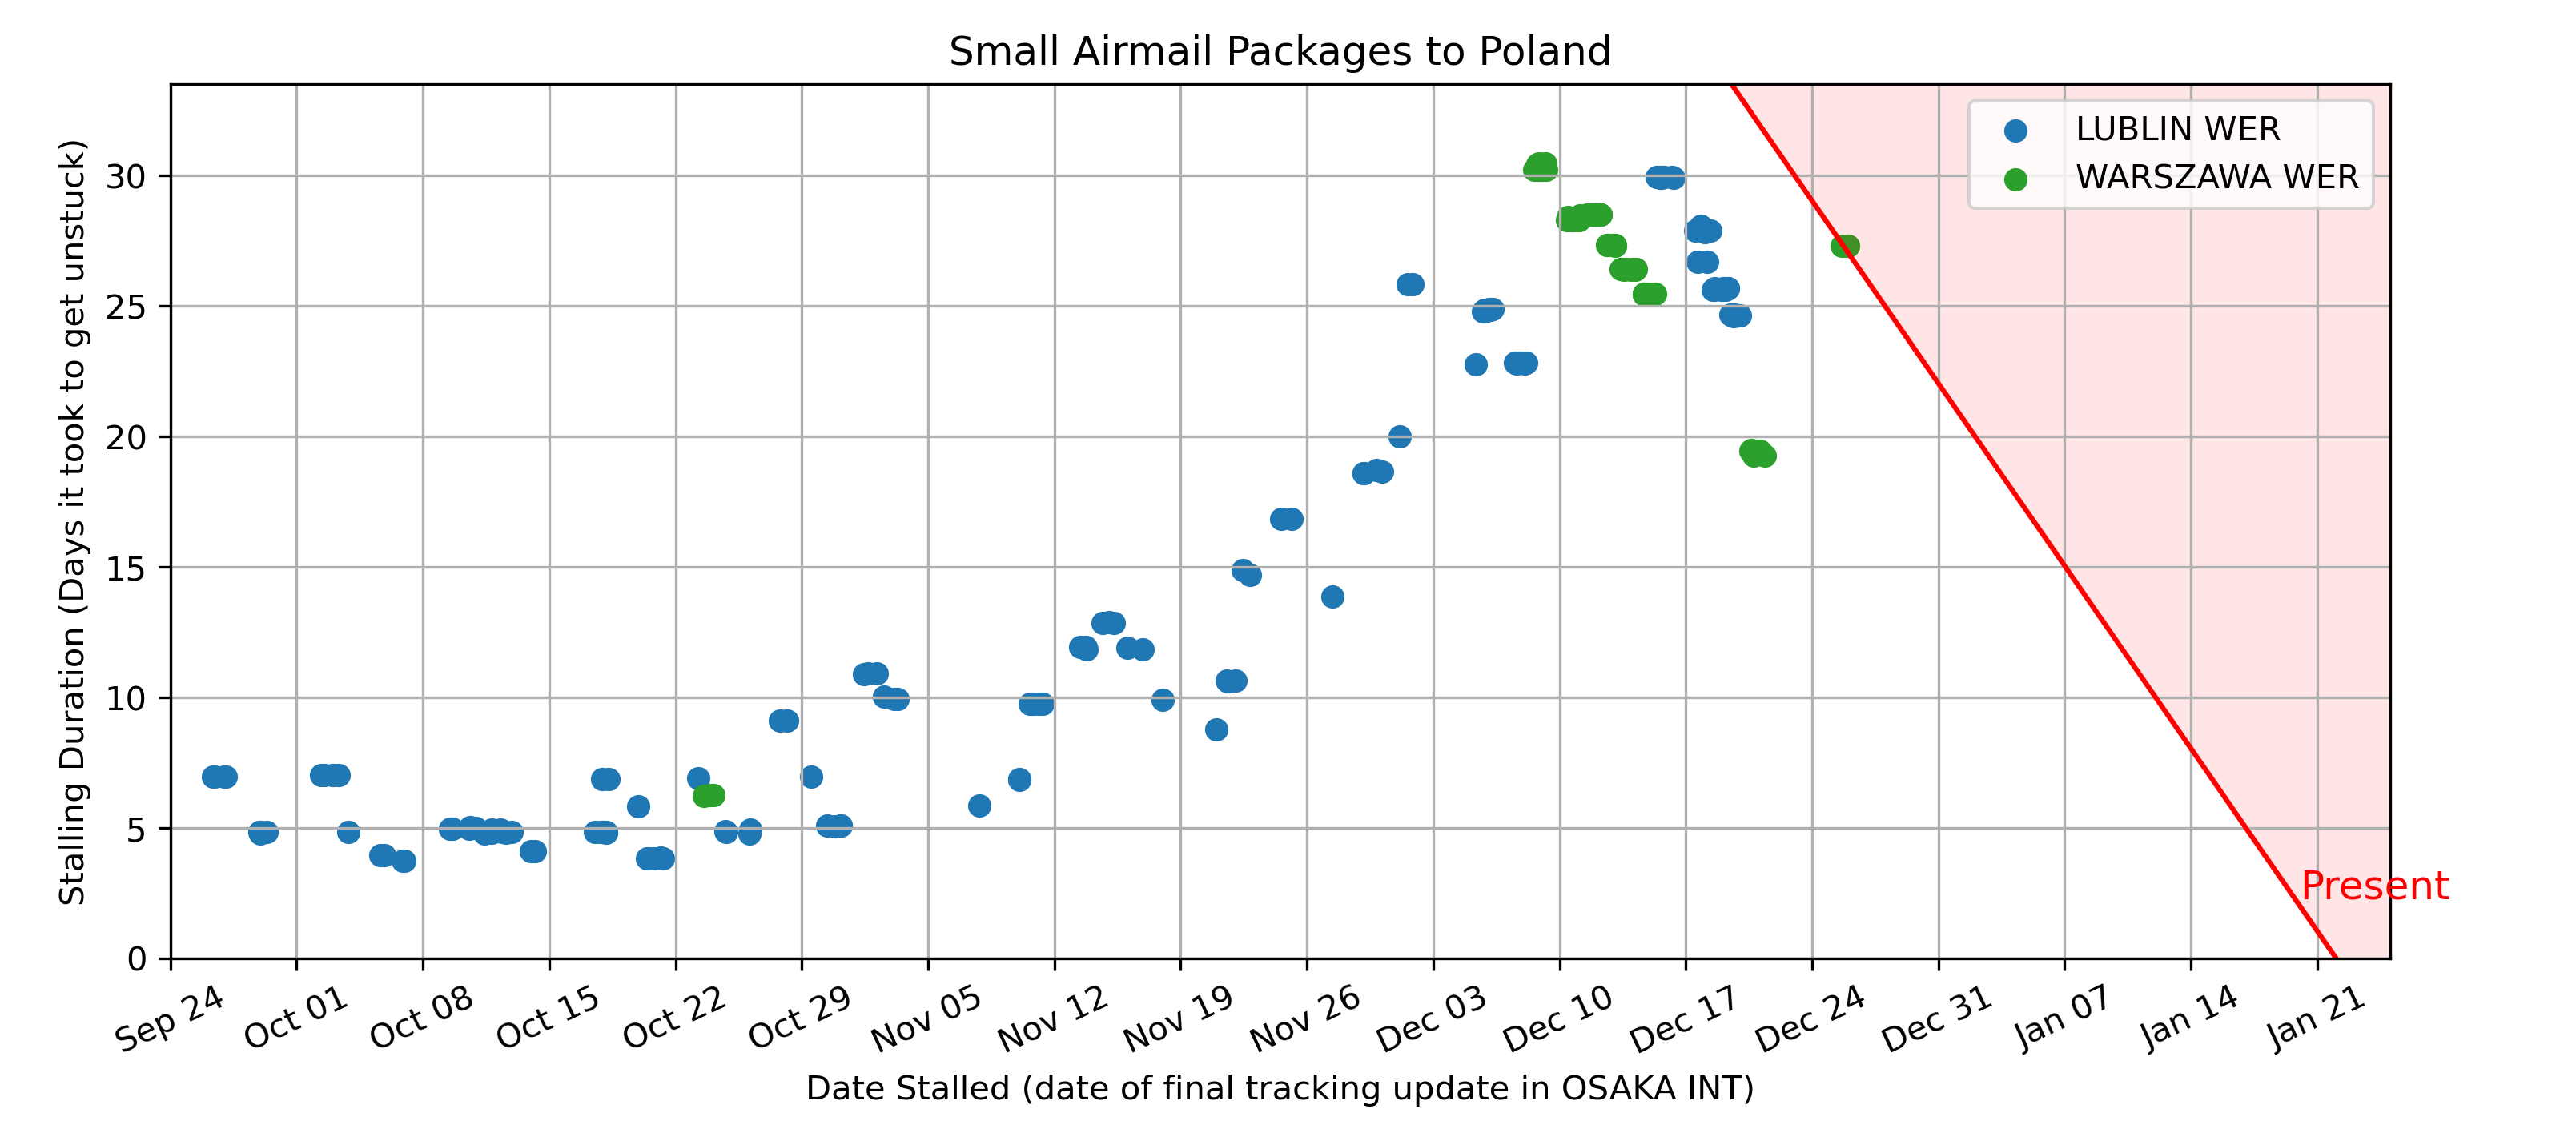 Small Airmail Packages to Poland
LUBLIN WER
WARSZAWA WER
Stalling Duration (Days it took to get unstuck)
30
25
20
15
10
5
0
Present
Sep 24
Oct 01
Oct 08
Oct 15
Oct 22
Oct 29
Nov 05
Nov 12
Nov 19
Nov 26
Dec 03
Dec 10
Dec 17
Dec 24
Dec 31
Jan 07
Jan 14
Jan 21
Date Stalled (date of final tracking update in OSAKA INT)